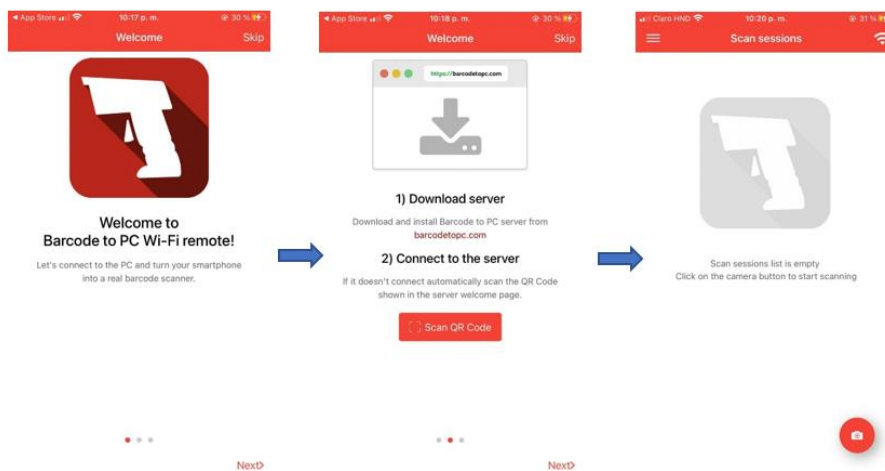 App Store
10:17 p. m.
30 %
Welcome
Skip
Welcome to
Barcode to PC Wi-Fi remote!
Let's connect to the PC and turn your smartphone
into a real barcode scanner.
Next
App Store
10:18 p. m.
30 %
Welcome
Skip
https://barcodetopc.com
1) Download server
Download and install Barcode to PC server from
barcodetopc.com
2) Connect to the server
If it doesn't connect automatically scan the QR Code
shown in the server welcome page.
Scan QR Code
Next
Claro HND
10:20 p. m.
31 %
Scan sessions
Scan sessions list is empty
Click on the camera button to start scanning